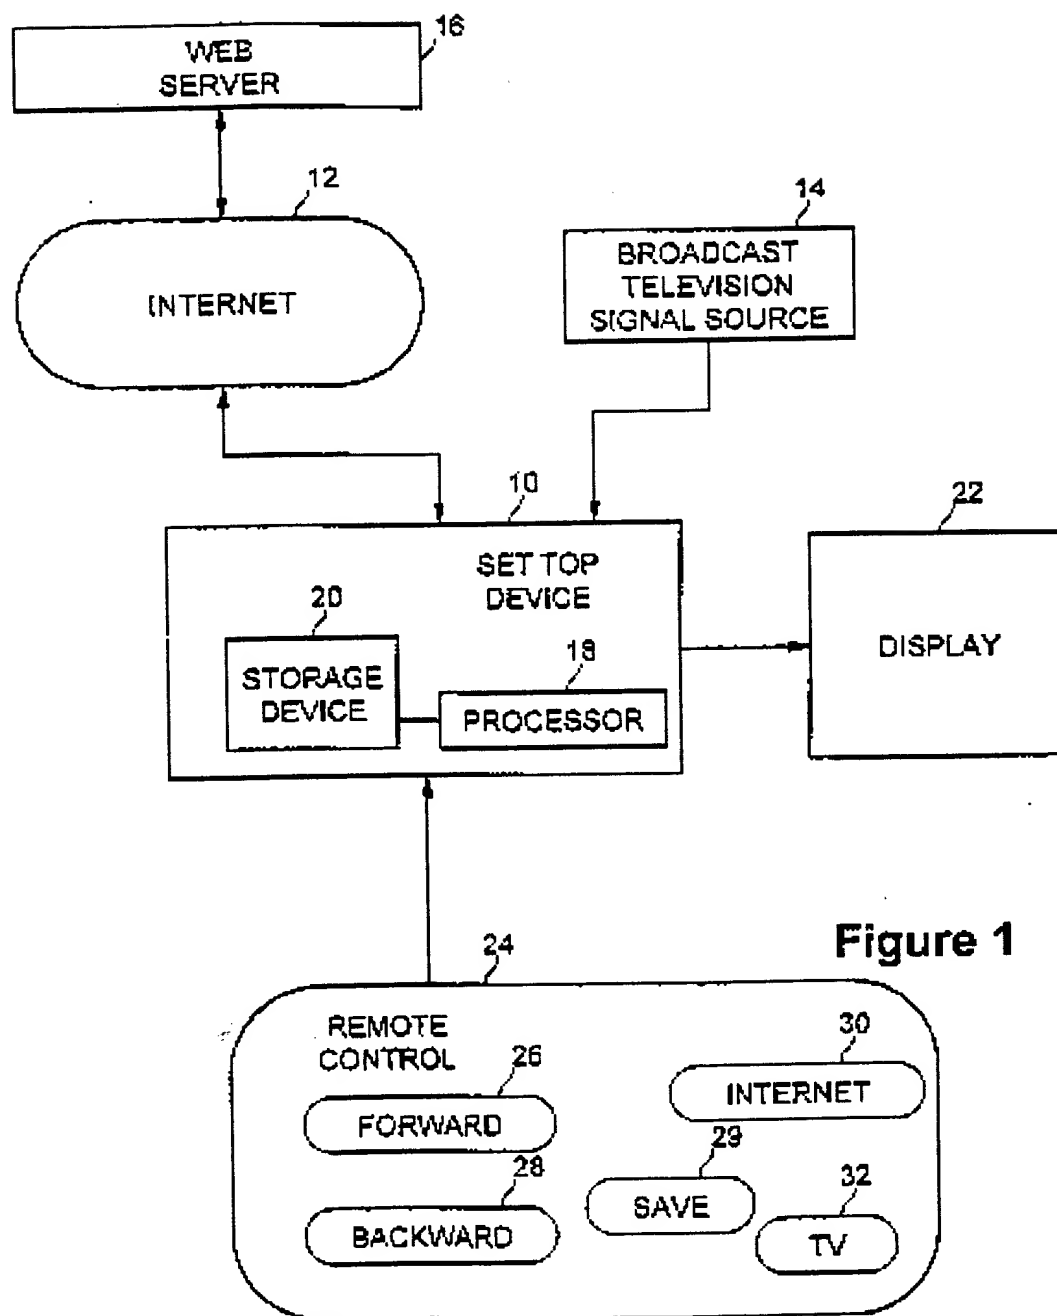 16
WEB
SERVER
12
INTERNET
14
BROADCAST
TELEVISION
SIGNAL SOURCE
10
SET TOP
DEVICE
20
STORAGE
DEVICE
18
PROCESSOR
22
DISPLAY
Figure 1
24
REMOTE
CONTROL
26
FORWARD
28
BACKWARD
30
INTERNET
29
SAVE
32
TV